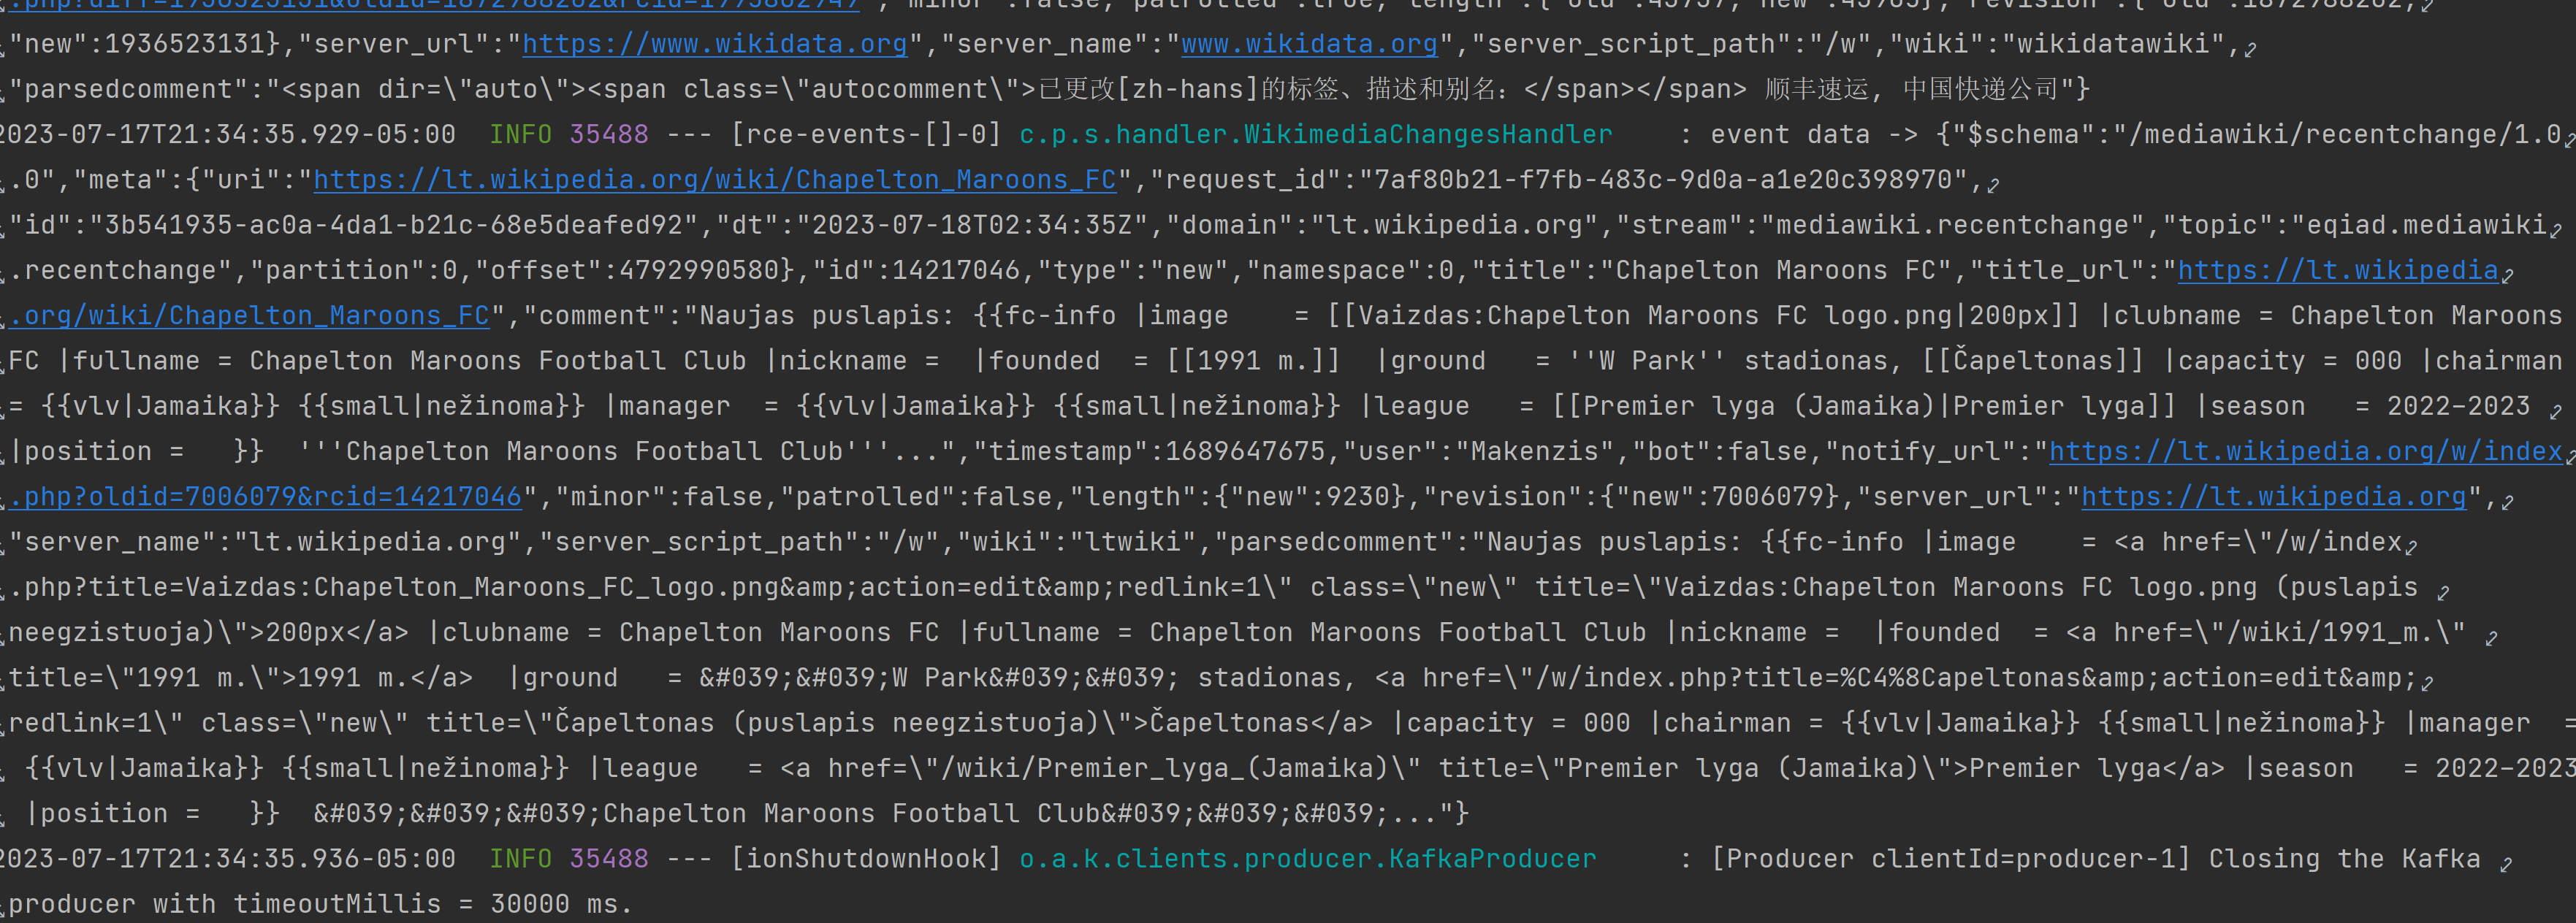 .php?diff=1936523131&oldid=1872988262&rcid=1995862949","minor":false,"patrolled":true,"length":{"old":45757,"new":45905},"revision":{"old":1872988262,
"new":1936523131},"server_url":"https://www.wikidata.org","server_name":"www.wikidata.org","server_script_path":"/w","wiki":"wikidatawiki",
"parsedcomment":"<span dir=\"auto\"><span class=\"autocomment\">已更改[zh-hans]的标签、描述和别名：</span></span> 顺丰速运, 中国快递公司"}
2023-07-17T21:34:35.929-05:00  INFO 35488 --- [rce-events-[]-0] c.p.s.handler.WikimediaChangesHandler    : event data -> {"$schema":"/mediawiki/recentchange/1.0
.0","meta":{"uri":"https://lt.wikipedia.org/wiki/Chapelton_Maroons_FC","request_id":"7af80b21-f7fb-483c-9d0a-a1e20c398970",
"id":"3b541935-ac0a-4da1-b21c-68e5deafed92","dt":"2023-07-18T02:34:35Z","domain":"lt.wikipedia.org","stream":"mediawiki.recentchange","topic":"eqiad.mediawiki
.recentchange","partition":0,"offset":4792990580},"id":14217046,"type":"new","namespace":0,"title":"Chapelton Maroons FC","title_url":"https://lt.wikipedia
.org/wiki/Chapelton_Maroons_FC","comment":"Naujas puslapis: {{fc-info |image    = [[Vaizdas:Chapelton Maroons FC logo.png|200px]] |clubname = Chapelton Maroons
FC |fullname = Chapelton Maroons Football Club |nickname =  |founded  = [[1991 m.]]  |ground   = ''W Park'' stadionas, [[Čapeltonas]] |capacity = 000 |chairman
= {{vlv|Jamaika}} {{small|nežinoma}} |manager  = {{vlv|Jamaika}} {{small|nežinoma}} |league   = [[Premier lyga (Jamaika)|Premier lyga]] |season   = 2022–2023
|position =   }}  '''Chapelton Maroons Football Club'''...","timestamp":1689647675,"user":"Makenzis","bot":false,"notify_url":"https://lt.wikipedia.org/w/index
.php?oldid=7006079&rcid=14217046","minor":false,"patrolled":false,"length":{"new":9230},"revision":{"new":7006079},"server_url":"https://lt.wikipedia.org",
"server_name":"lt.wikipedia.org","server_script_path":"/w","wiki":"ltwiki","parsedcomment":"Naujas puslapis: {{fc-info |image    = <a href=\"/w/index
.php?title=Vaizdas:Chapelton_Maroons_FC_logo.png&amp;action=edit&amp;redlink=1\" class=\"new\" title=\"Vaizdas:Chapelton Maroons FC logo.png (puslapis
neegzistuoja)\">200px</a> |clubname = Chapelton Maroons FC |fullname = Chapelton Maroons Football Club |nickname =  |founded  = <a href=\"/wiki/1991_m.\"
title=\"1991 m.\">1991 m.</a>  |ground   = &#039;&#039;W Park&#039;&#039; stadionas, <a href=\"/w/index.php?title=%C4%8Capeltonas&amp;action=edit&amp;
redlink=1\" class=\"new\" title=\"Čapeltonas (puslapis neegzistuoja)\">Čapeltonas</a> |capacity = 000 |chairman = {{vlv|Jamaika}} {{small|nežinoma}} |manager  =
{{vlv|Jamaika}} {{small|nežinoma}} |league   = <a href=\"/wiki/Premier_lyga_(Jamaika)\" title=\"Premier lyga (Jamaika)\">Premier lyga</a> |season   = 2022–2023
|position =   }}  &#039;&#039;&#039;Chapelton Maroons Football Club&#039;&#039;&#039;..."}
2023-07-17T21:34:35.936-05:00  INFO 35488 --- [ionShutdownHook] o.a.k.clients.producer.KafkaProducer     : [Producer clientId=producer-1] Closing the Kafka
producer with timeoutMillis = 30000 ms.